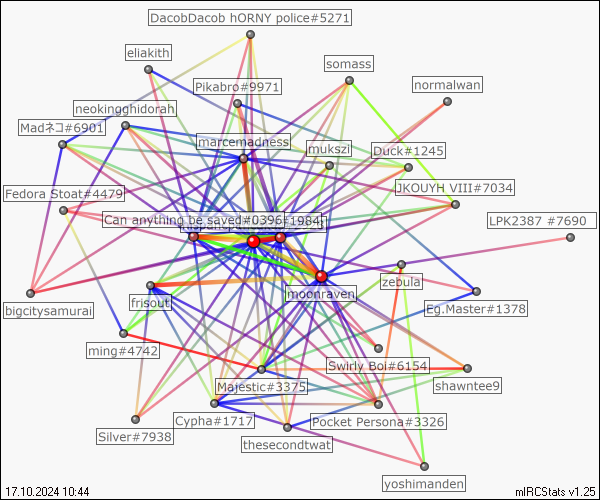 DacobDacob hORNY police#5271
eliakith
somass
Pikabro#9971
normalwan
neokingghidorah
Madネコ#6901
marcemadness
mukszi
Duck#1245
Fedora Stoat#4479
JKOUYH VIII#7034
Can anything be saved#0396
#1984
LPK2387 #7690
zebula
moonraven
bigcitysamurai
frisout
Eg.Master#1378
ming#4742
Swirly Boi#6154
Majestic#3375
shawntee9
Cypha#1717
Pocket Persona#3326
Silver#7938
thesecondtwat
yoshimanden
17.10.2024 10:44
mIRCStats v1.25